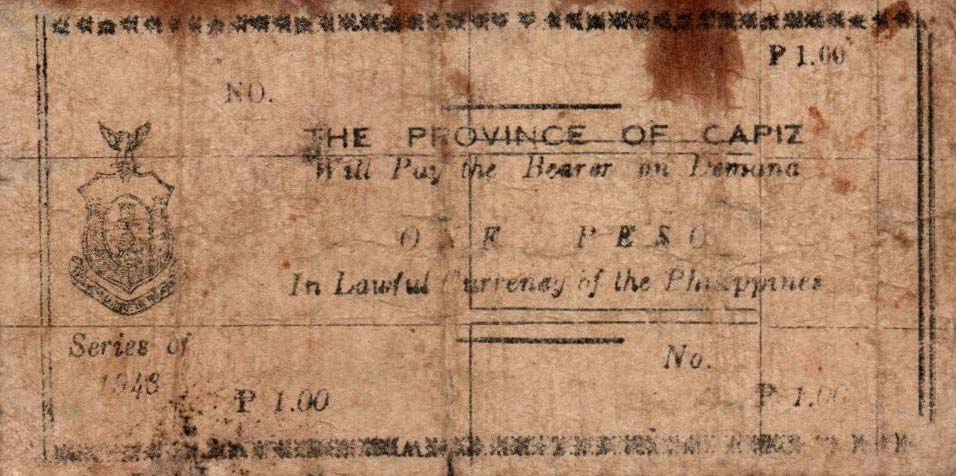 ₱ 1.00
NO.
THE PROVINCE OF CAPIZ
Will Pay the Bearer on Demand
ONE PESO
In Lawful Currency of the Philippines
Series of
No.
₱ 1.00
₱ 1.00